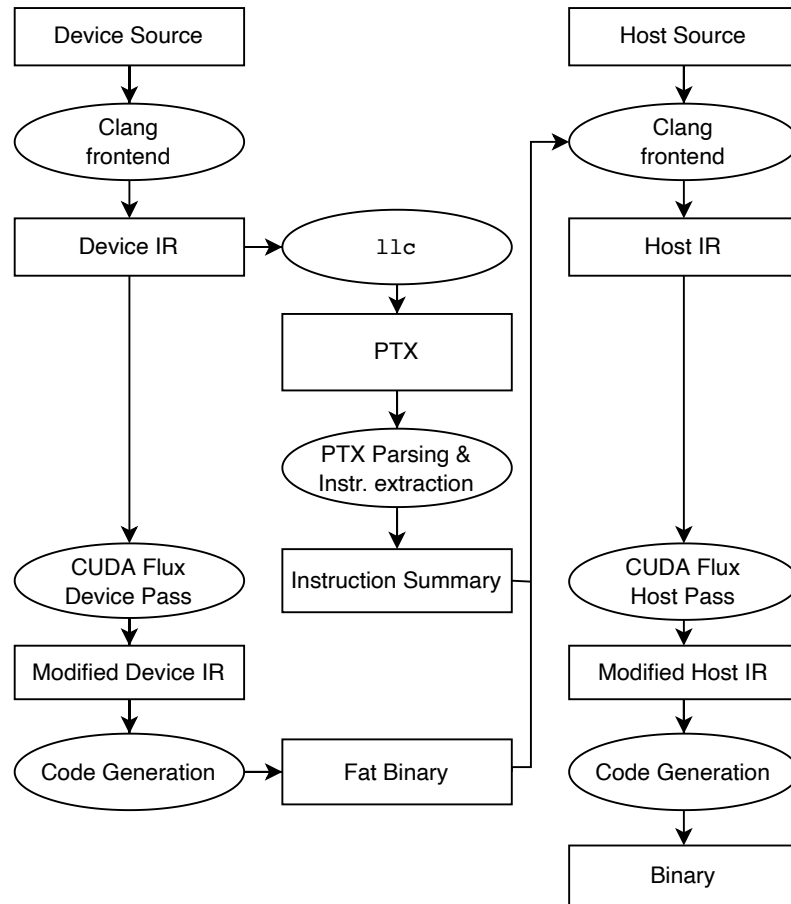 Device Source
Host Source
Clang
frontend
Clang
frontend
Device IR
llc
Host IR
PTX
PTX Parsing &
Instr. extraction
CUDA Flux
Device Pass
Instruction Summary
CUDA Flux
Host Pass
Modified Device IR
Modified Host IR
Code Generation
Fat Binary
Code Generation
Binary